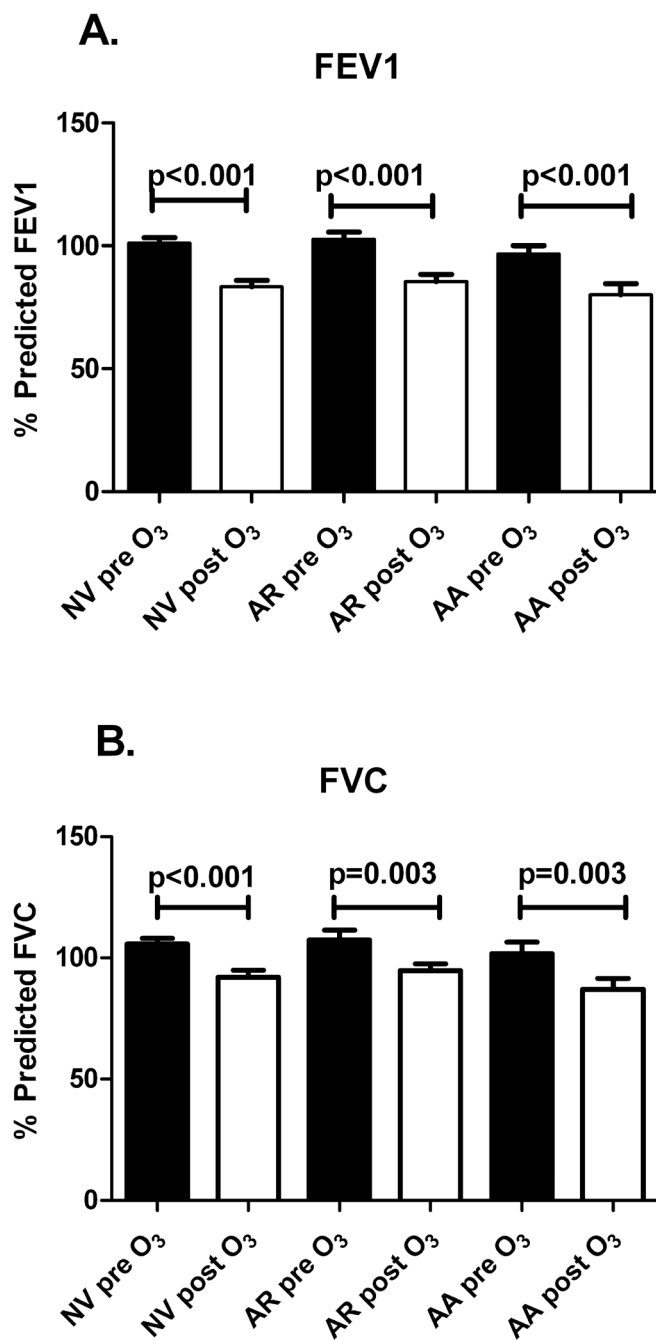 A.
FEV1
% Predicted FEV1
150
100
50
0
p<0.001
p<0.001
p<0.001
NV pre O₃
NV post O₃
AR pre O₃
AR post O₃
AA pre O₃
AA post O₃
B.
FVC
% Predicted FVC
150
100
50
0
p<0.001
p=0.003
p=0.003
NV pre O₃
NV post O₃
AR pre O₃
AR post O₃
AA pre O₃
AA post O₃